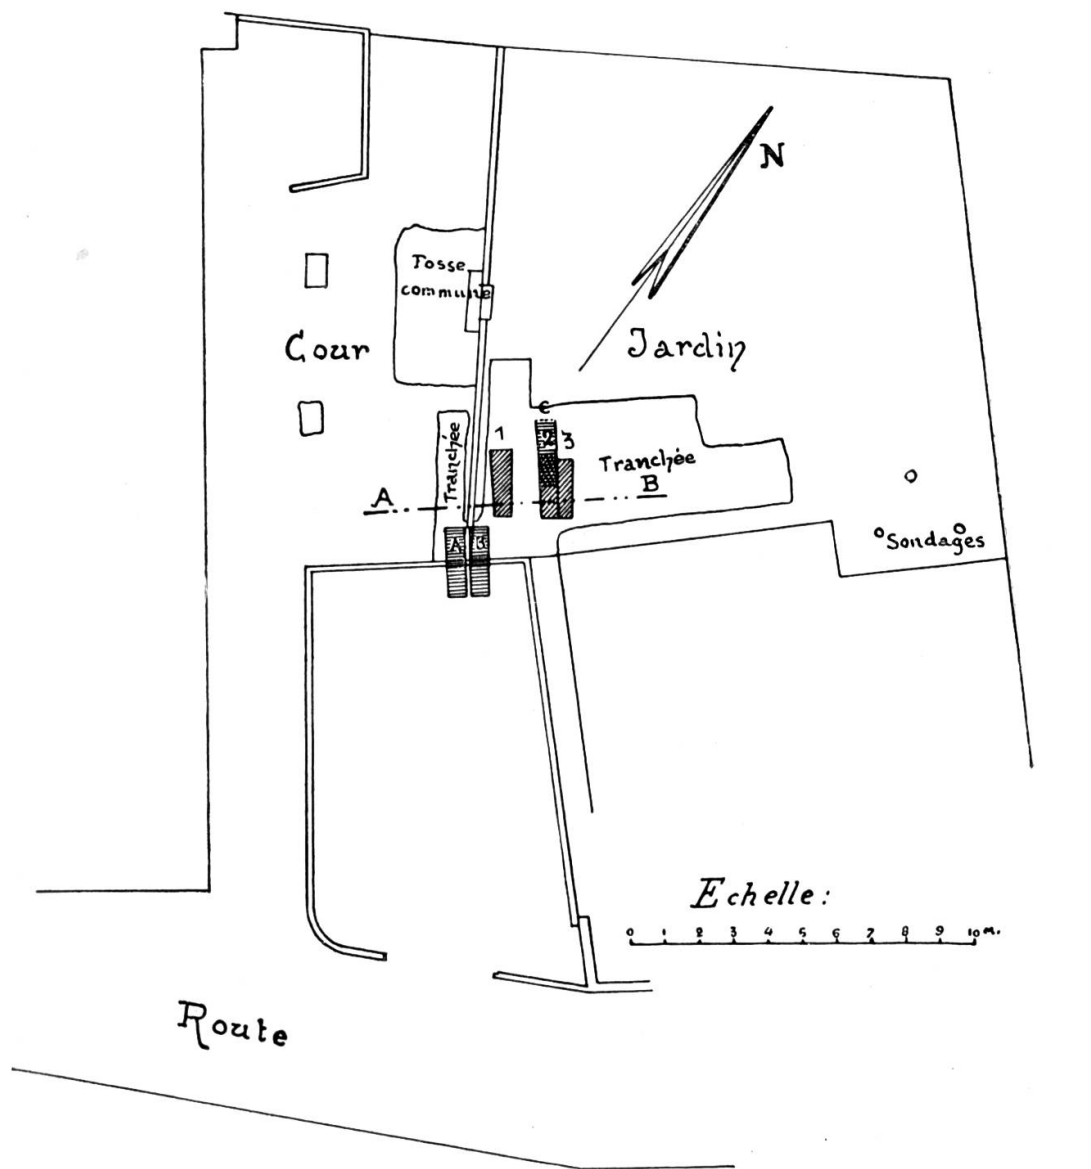 N
Fosse
commune
Cour
Jardin
Tranchée
1
C
2
3
Tranchée
A
B
A
B
Sondages
Echelle:
0 1 2 3 4 5 6 7 8 9 10 m.
Route